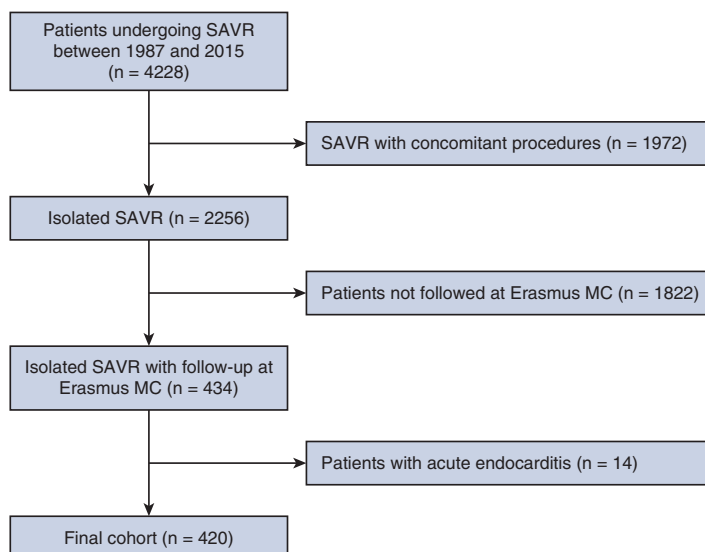 Patients undergoing SAVR
between 1987 and 2015
(n = 4228)
SAVR with concomitant procedures (n = 1972)
Isolated SAVR (n = 2256)
Patients not followed at Erasmus MC (n = 1822)
Isolated SAVR with follow-up at
Erasmus MC (n = 434)
Patients with acute endocarditis (n = 14)
Final cohort (n = 420)